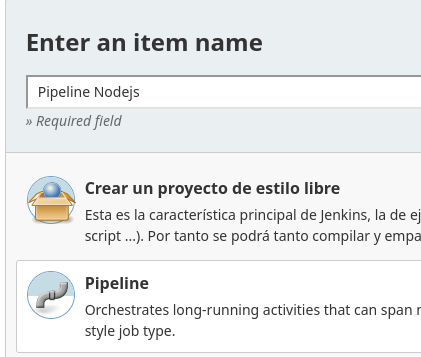 Enter an item name
Pipeline Nodejs
» Required field
Crear un proyecto de estilo libre
Esta es la característica principal de Jenkins, la de
script ...). Por tanto se podrá tanto compilar y
Pipeline
Orchestrates long-running activities that can span
style job type.